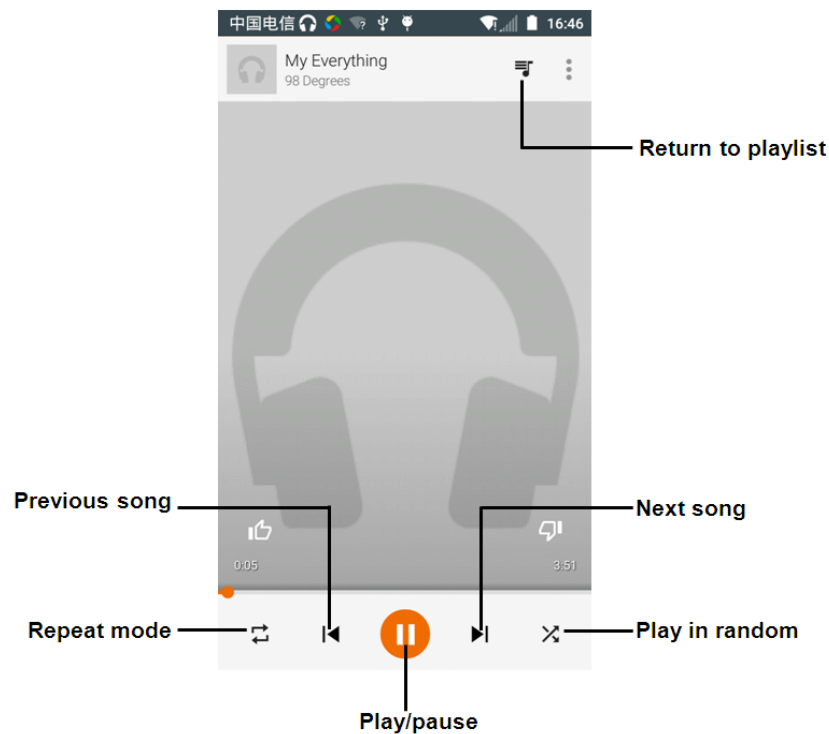 中国电信 16:46
My Everything
98 Degrees
Return to playlist
Previous song
Next song
0:05 3:51
Repeat mode
Play in random
Play/pause